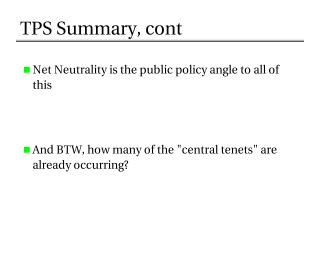 TPS Summary, cont
Net Neutrality is the public policy angle to all of
this
And BTW, how many of the "central tenets" are
already occurring?